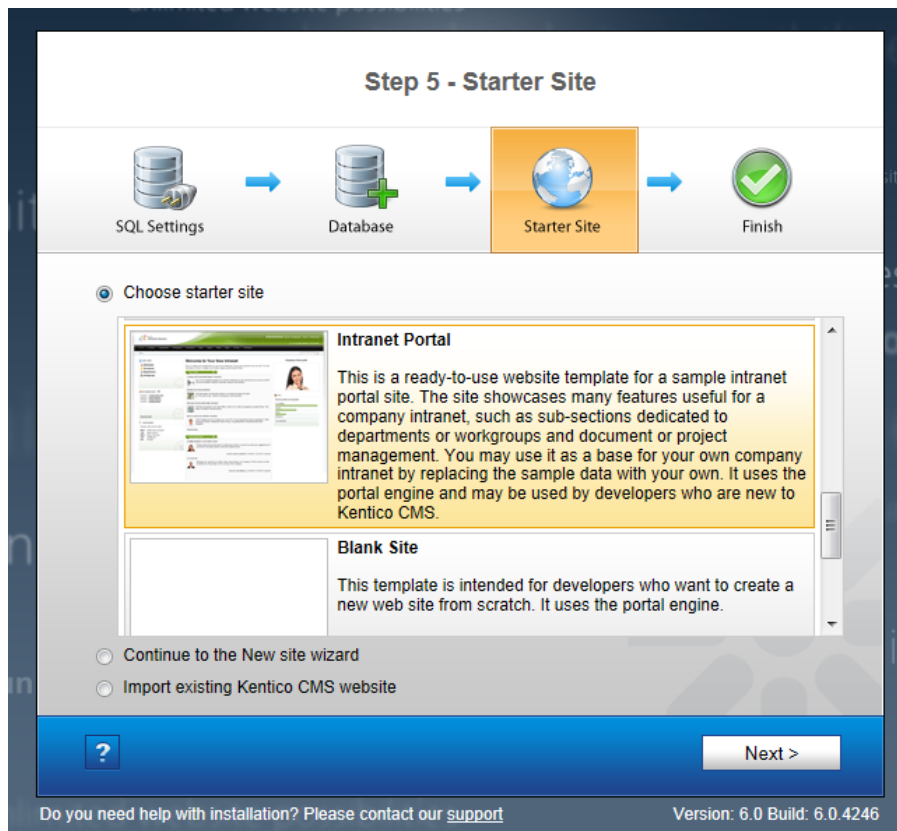 unlimited website possibilities
Step 5 - Starter Site
SQL Settings
Database
Starter Site
Finish
Choose starter site
Intranet Portal
This is a ready-to-use website template for a sample intranet
portal site. The site showcases many features useful for a
company intranet, such as sub-sections dedicated to
departments or workgroups and document or project
management. You may use it as a base for your own company
intranet by replacing the sample data with your own. It uses the
portal engine and may be used by developers who are new to
Kentico CMS.
Blank Site
This template is intended for developers who want to create a
new web site from scratch. It uses the portal engine.
Continue to the New site wizard
Import existing Kentico CMS website
?
Next >
Do you need help with installation? Please contact our support
Version: 6.0 Build: 6.0.4246